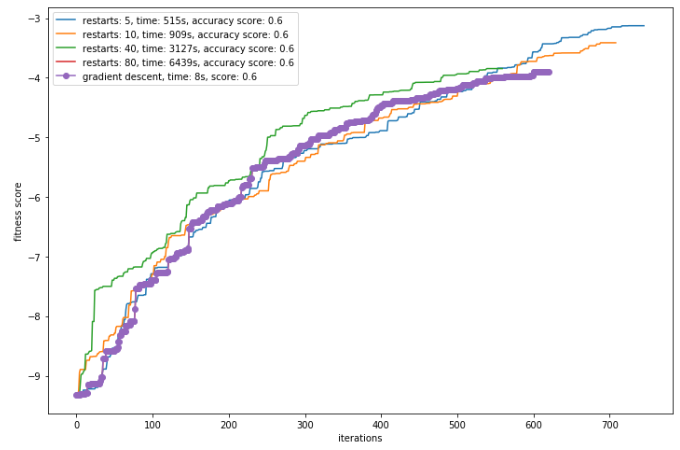 restarts: 5, time: 515s, accuracy score: 0.6
restarts: 10, time: 909s, accuracy score: 0.6
restarts: 40, time: 3127s, accuracy score: 0.6
restarts: 80, time: 6439s, accuracy score: 0.6
gradient descent, time: 8s, score: 0.6
fitness score
−3
−4
−5
−6
−7
−8
−9
0 100 200 300 400 500 600 700
iterations